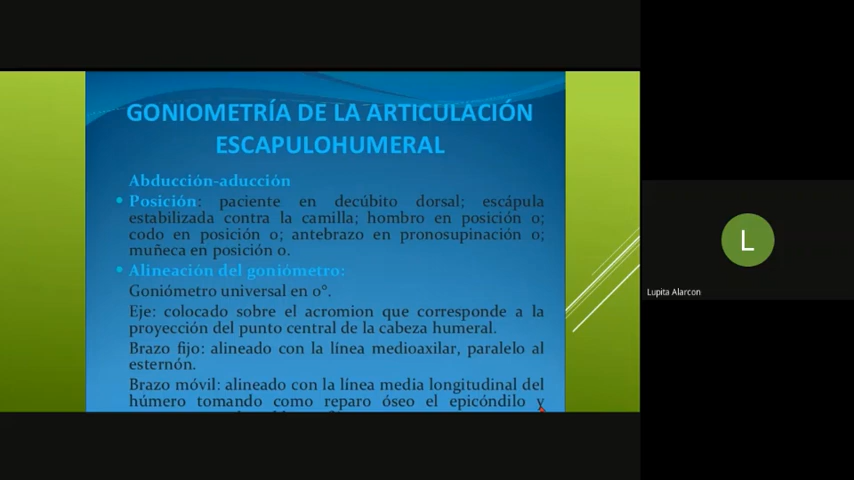 GONIOMETRÍA DE LA ARTICULACIÓN
ESCAPULOHUMERAL
Abducción-aducción
• Posición: paciente en decúbito dorsal; escápula
estabilizada contra la camilla; hombro en posición 0;
codo en posición 0; antebrazo en pronosupinación 0;
muñeca en posición 0.
• Alineación del goniómetro:
Goniómetro universal en 0°.
Eje: colocado sobre el acromion que corresponde a la
proyección del punto central de la cabeza humeral.
Brazo fijo: alineado con la línea medioaxilar, paralelo al
esternón.
Brazo móvil: alineado con la línea media longitudinal del
húmero tomando como reparo óseo el epicóndilo y
L
Lupita Alarcon